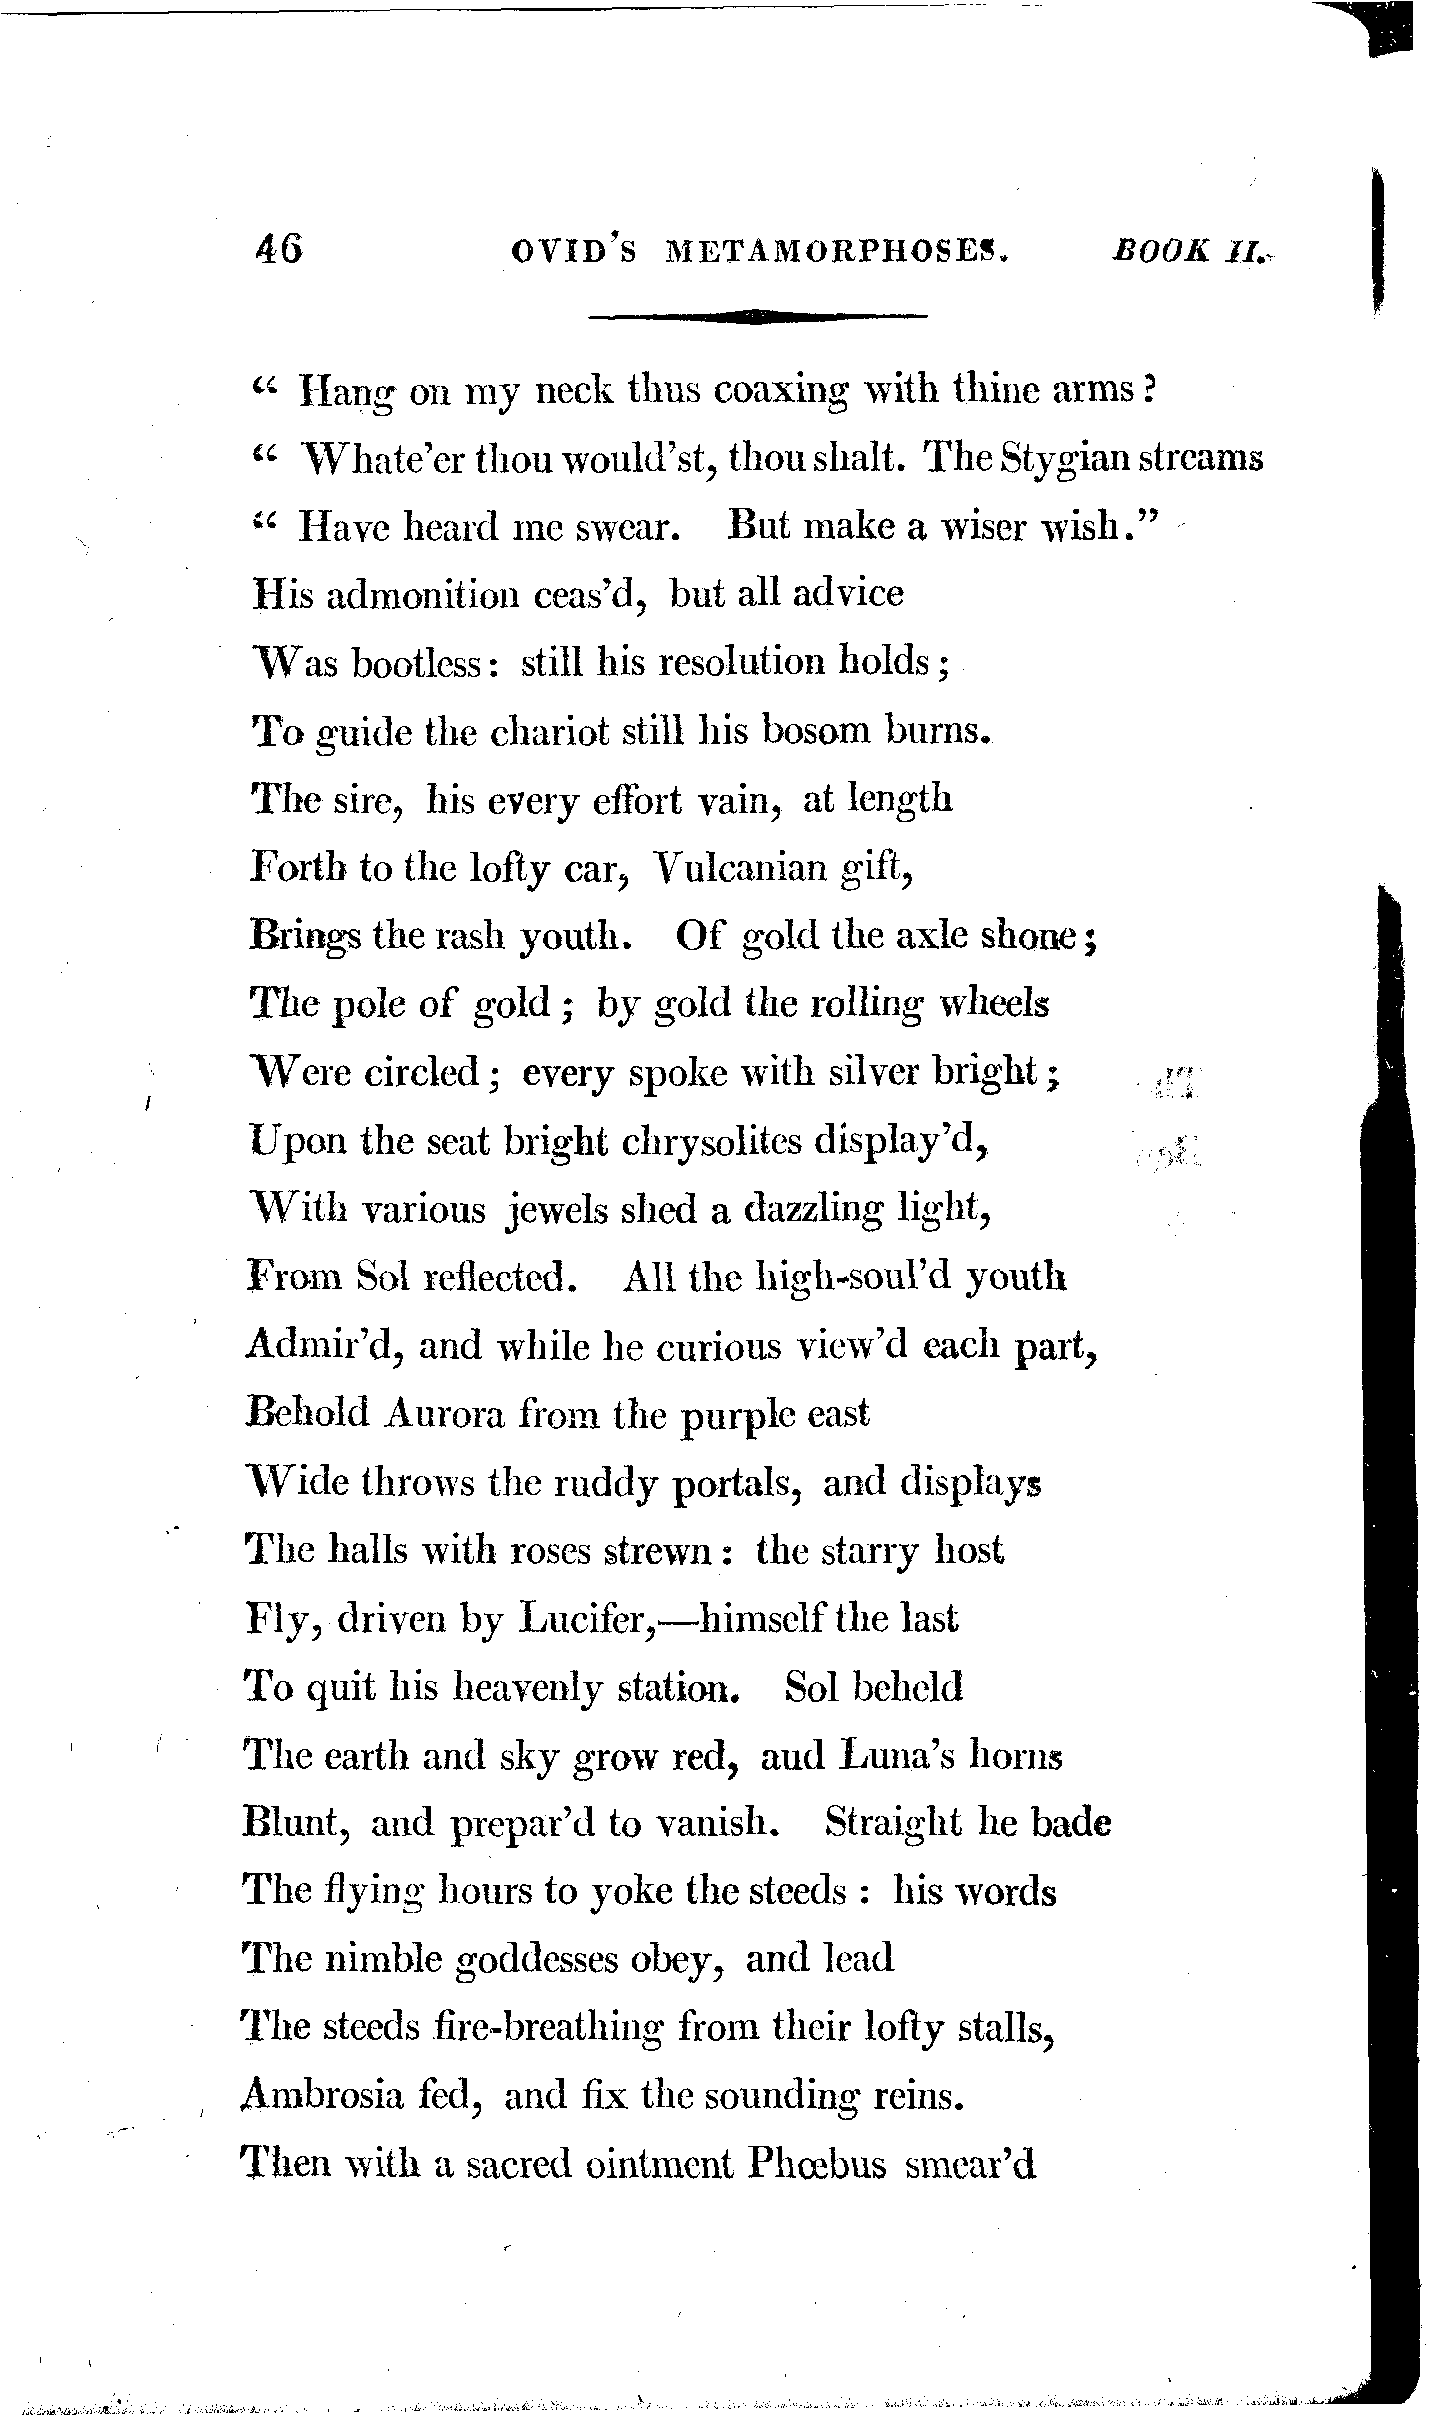 46 OVID'S METAMORPHOSES. BOOK II.
“ Hang on my neck thus coaxing with thine arms ?
“ Whate'er thou would'st, thou shalt. The Stygian streams
“ Have heard me swear. But make a wiser wish.”
His admonition ceas'd, but all advice
Was bootless : still his resolution holds ;
To guide the chariot still his bosom burns.
The sire, his every effort vain, at length
Forth to the lofty car, Vulcanian gift,
Brings the rash youth. Of gold the axle shone ;
The pole of gold ; by gold the rolling wheels
Were circled ; every spoke with silver bright ;
Upon the seat bright chrysolites display'd,
With various jewels shed a dazzling light,
From Sol reflected. All the high-soul'd youth
Admir'd, and while he curious view'd each part,
Behold Aurora from the purple east
Wide throws the ruddy portals, and displays
The halls with roses strewn : the starry host
Fly, driven by Lucifer,—himself the last
To quit his heavenly station. Sol beheld
The earth and sky grow red, aud Luna's horns
Blunt, and prepar'd to vanish. Straight he bade
The flying hours to yoke the steeds : his words
The nimble goddesses obey, and lead
The steeds fire-breathing from their lofty stalls,
Ambrosia fed, and fix the sounding reins.
Then with a sacred ointment Phœbus smear'd